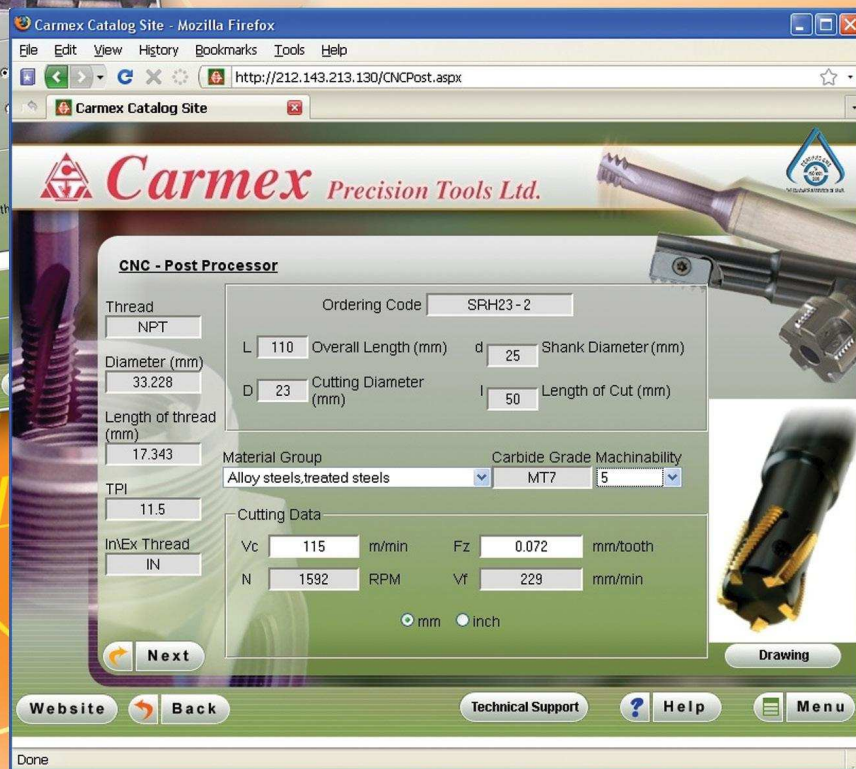 Carmex Catalog Site - Mozilla Firefox
File Edit View History Bookmarks Tools Help
http://212.143.213.130/CNCPost.aspx
Carmex Catalog Site
Carmex Precision Tools Ltd.
CNC - Post Processor
Thread
NPT
Diameter (mm)
33.228
Length of thread
(mm)
17.343
TPI
11.5
In\Ex Thread
IN
Ordering Code SRH23-2
L 110 Overall Length (mm) d 25 Shank Diameter (mm)
D 23 Cutting Diameter
(mm) l 50 Length of Cut (mm)
Material Group Carbide Grade Machinability
Alloy steels,treated steels MT7 5
Cutting Data
Vc 115 m/min Fz 0.072 mm/tooth
N 1592 RPM Vf 229 mm/min
mm inch
Next
Drawing
Website Back Technical Support ? Help Menu
Done